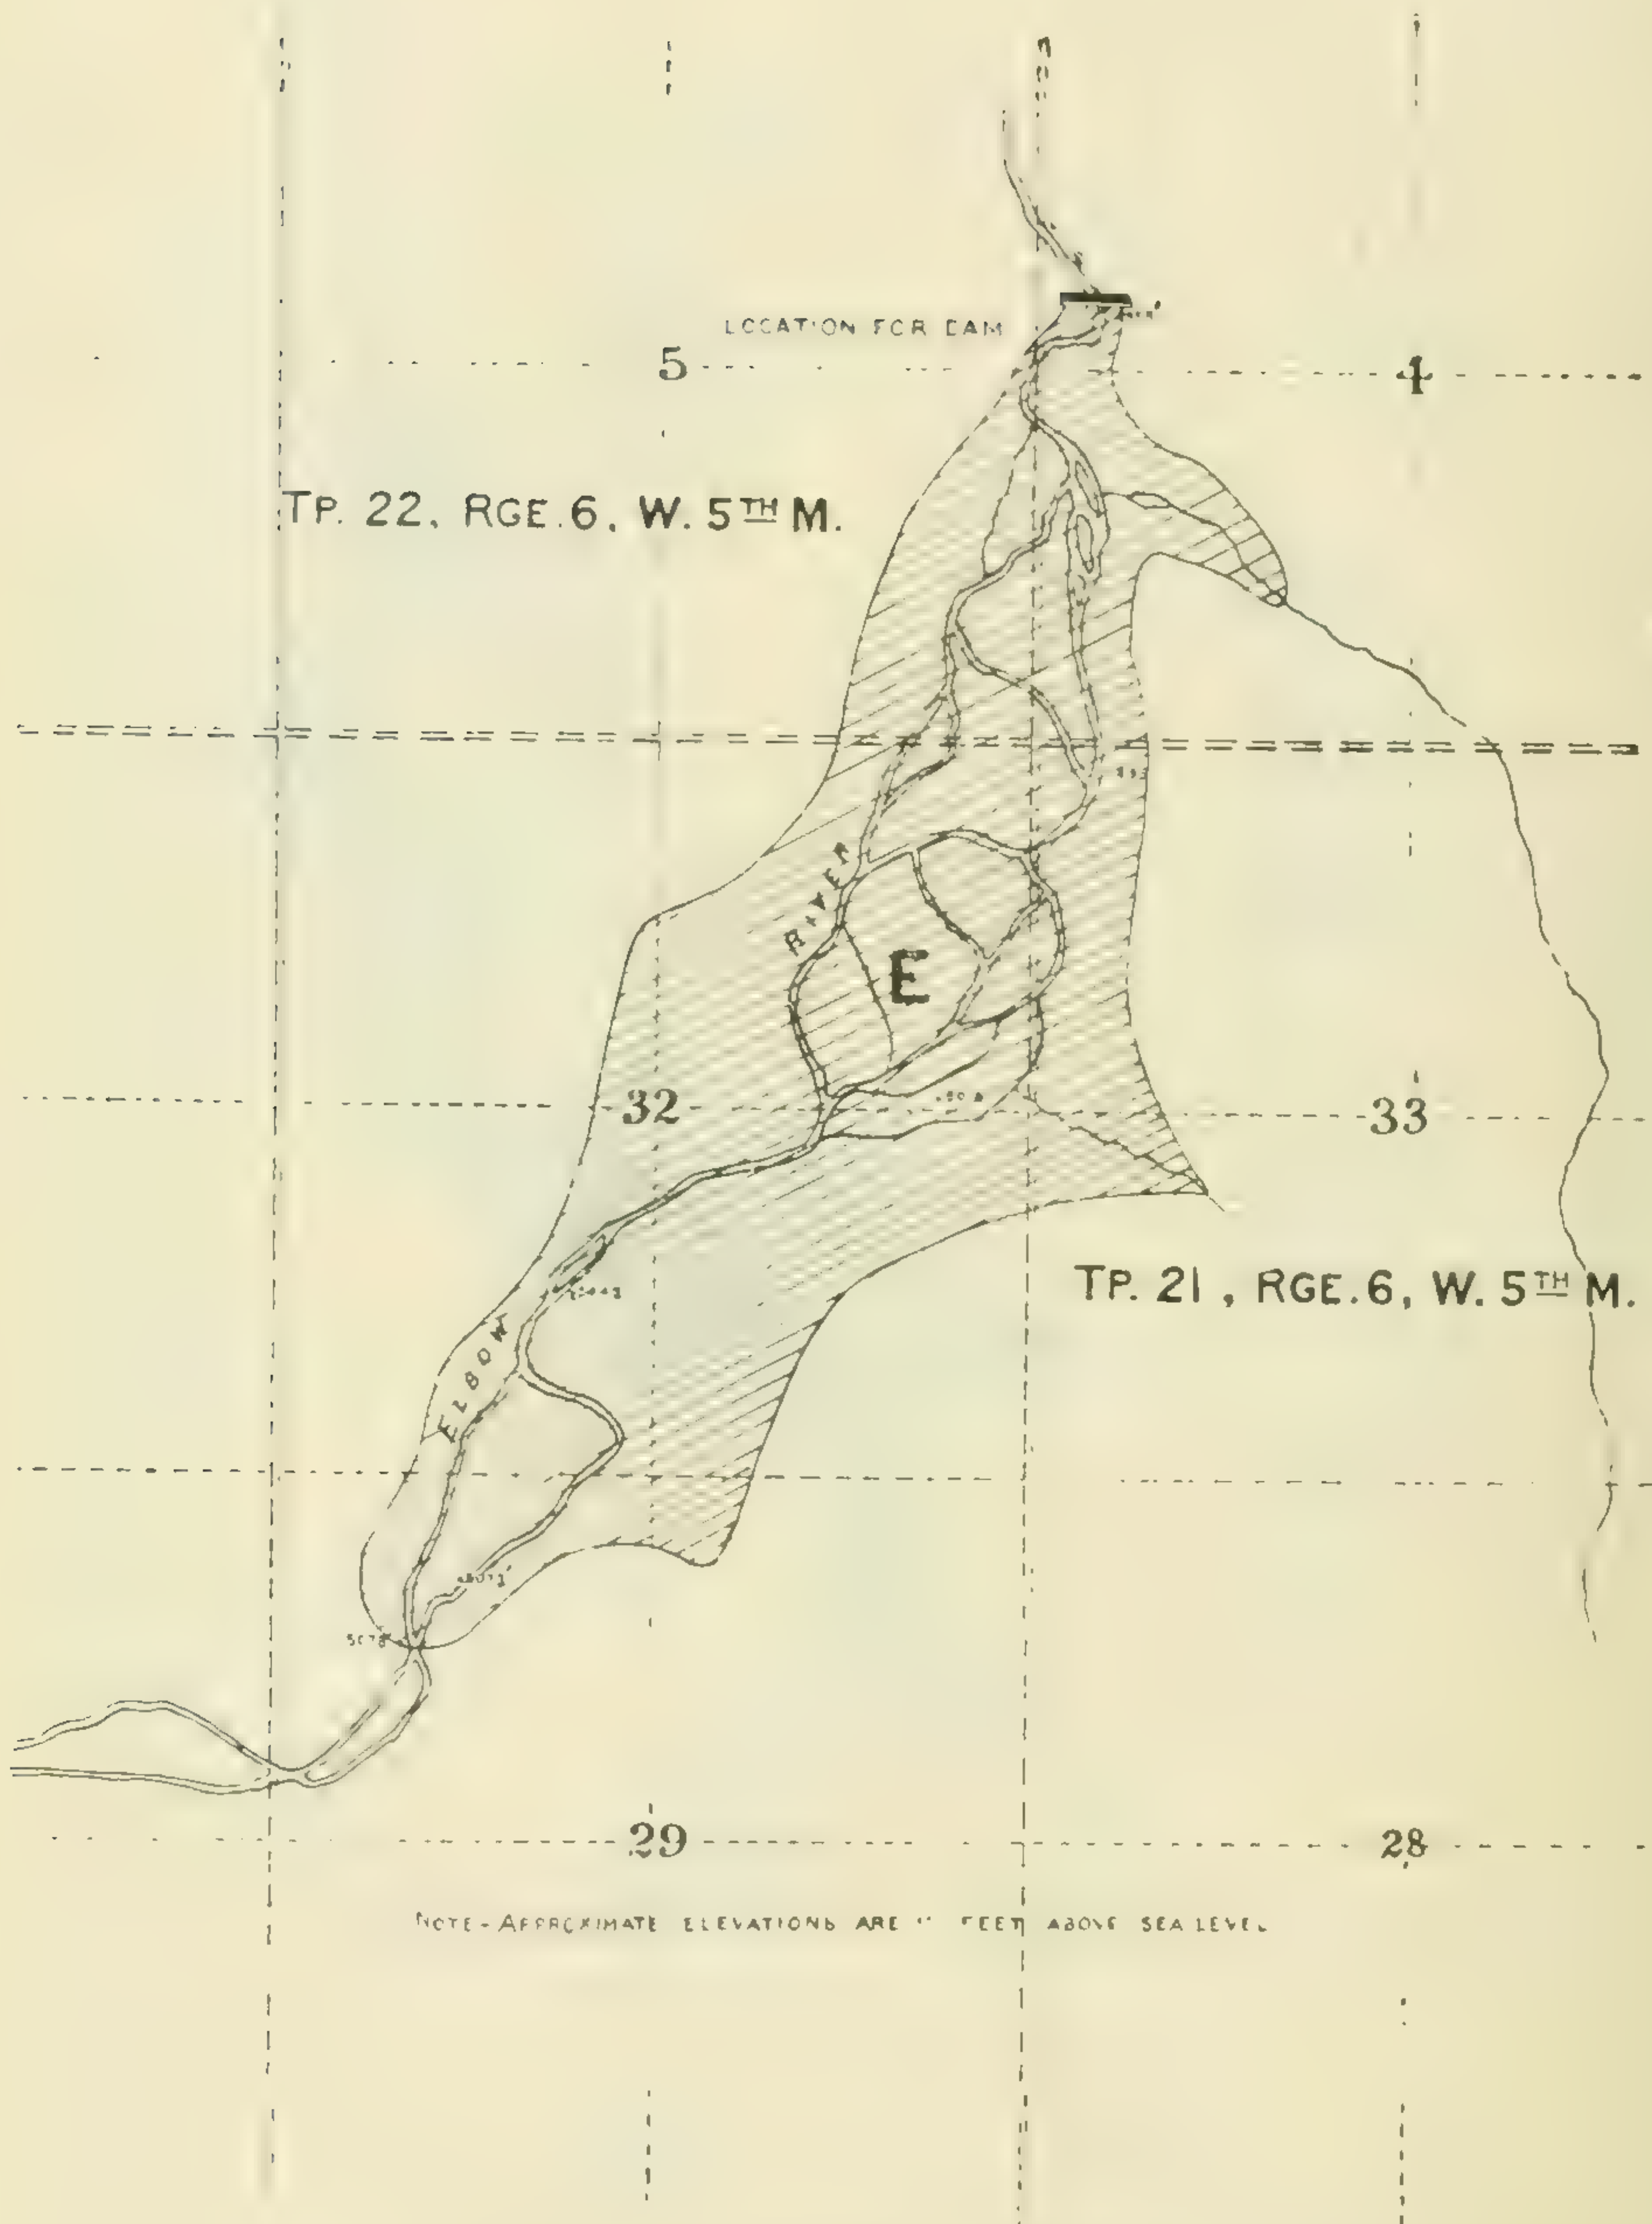 LOCATION FOR DAM
5
4
TP. 22, RGE. 6, W. 5TH M.
RIVER
E
32
33
TP. 21, RGE. 6, W. 5TH M.
ELBOW
29
28
NOTE - APPROXIMATE ELEVATIONS ARE FEET ABOVE SEA LEVEL